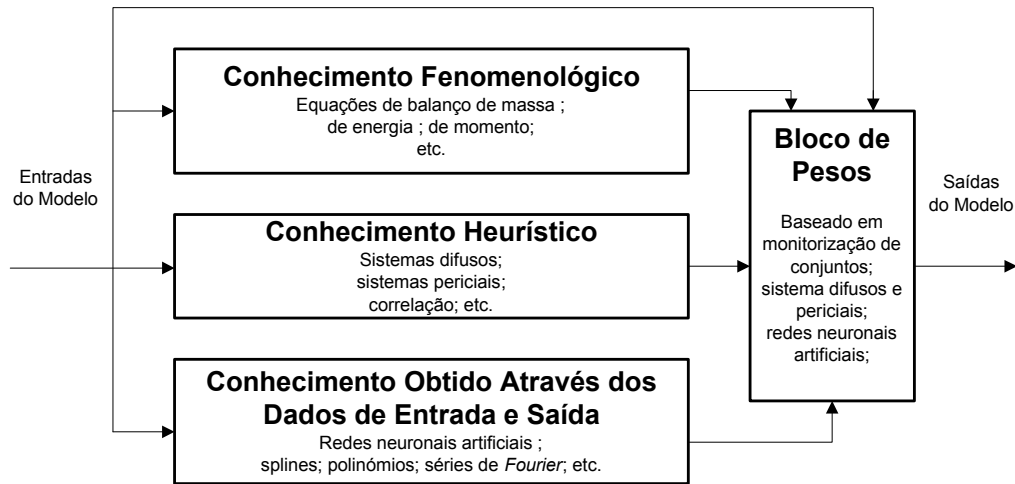 Entradas
do Modelo
Conhecimento Fenomenológico
Equações de balanço de massa ;
de energia ; de momento;
etc.
Conhecimento Heurístico
Sistemas difusos;
sistemas periciais;
correlação; etc.
Conhecimento Obtido Através dos
Dados de Entrada e Saída
Redes neuronais artificiais ;
splines; polinómios; séries de Fourier; etc.
Bloco de
Pesos
Baseado em
monitorização de
conjuntos;
sistema difusos e
periciais;
redes neuronais
artificiais;
Saídas
do Modelo